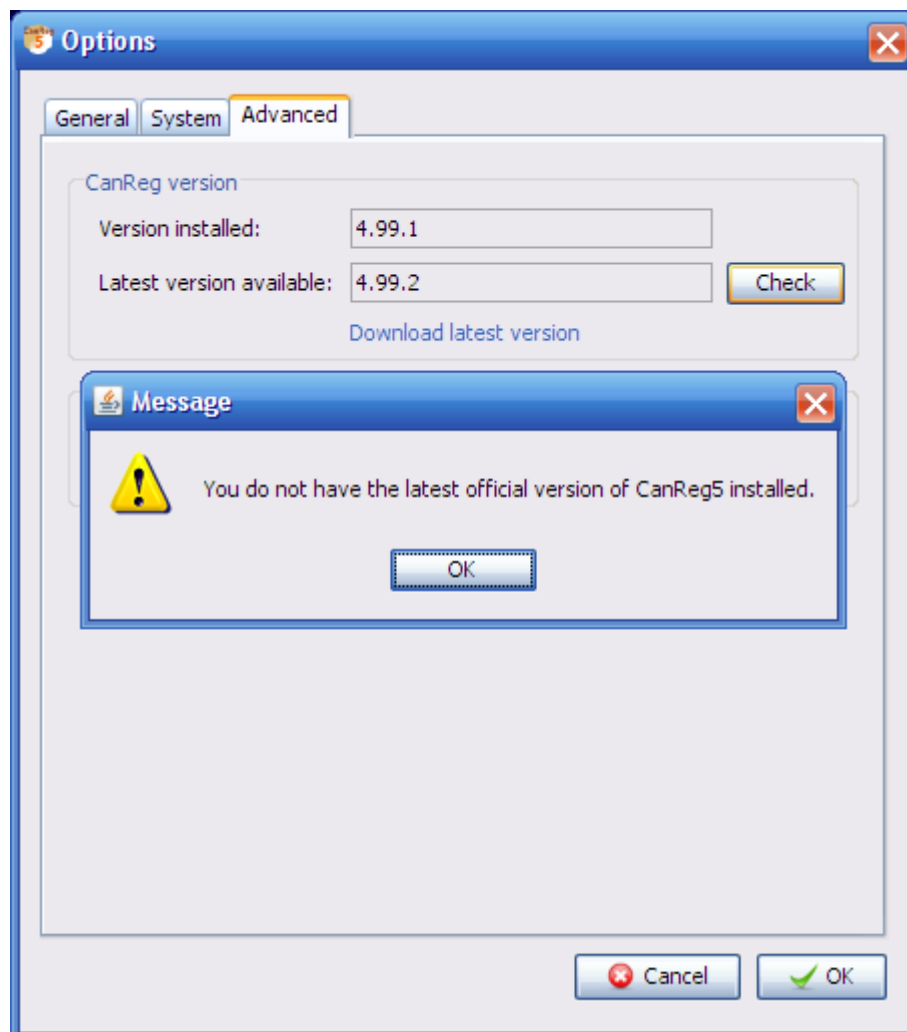 Options
General System Advanced
CanReg version
Version installed: 4.99.1
Latest version available: 4.99.2 Check
Download latest version
Message
You do not have the latest official version of CanReg5 installed.
OK
Cancel OK